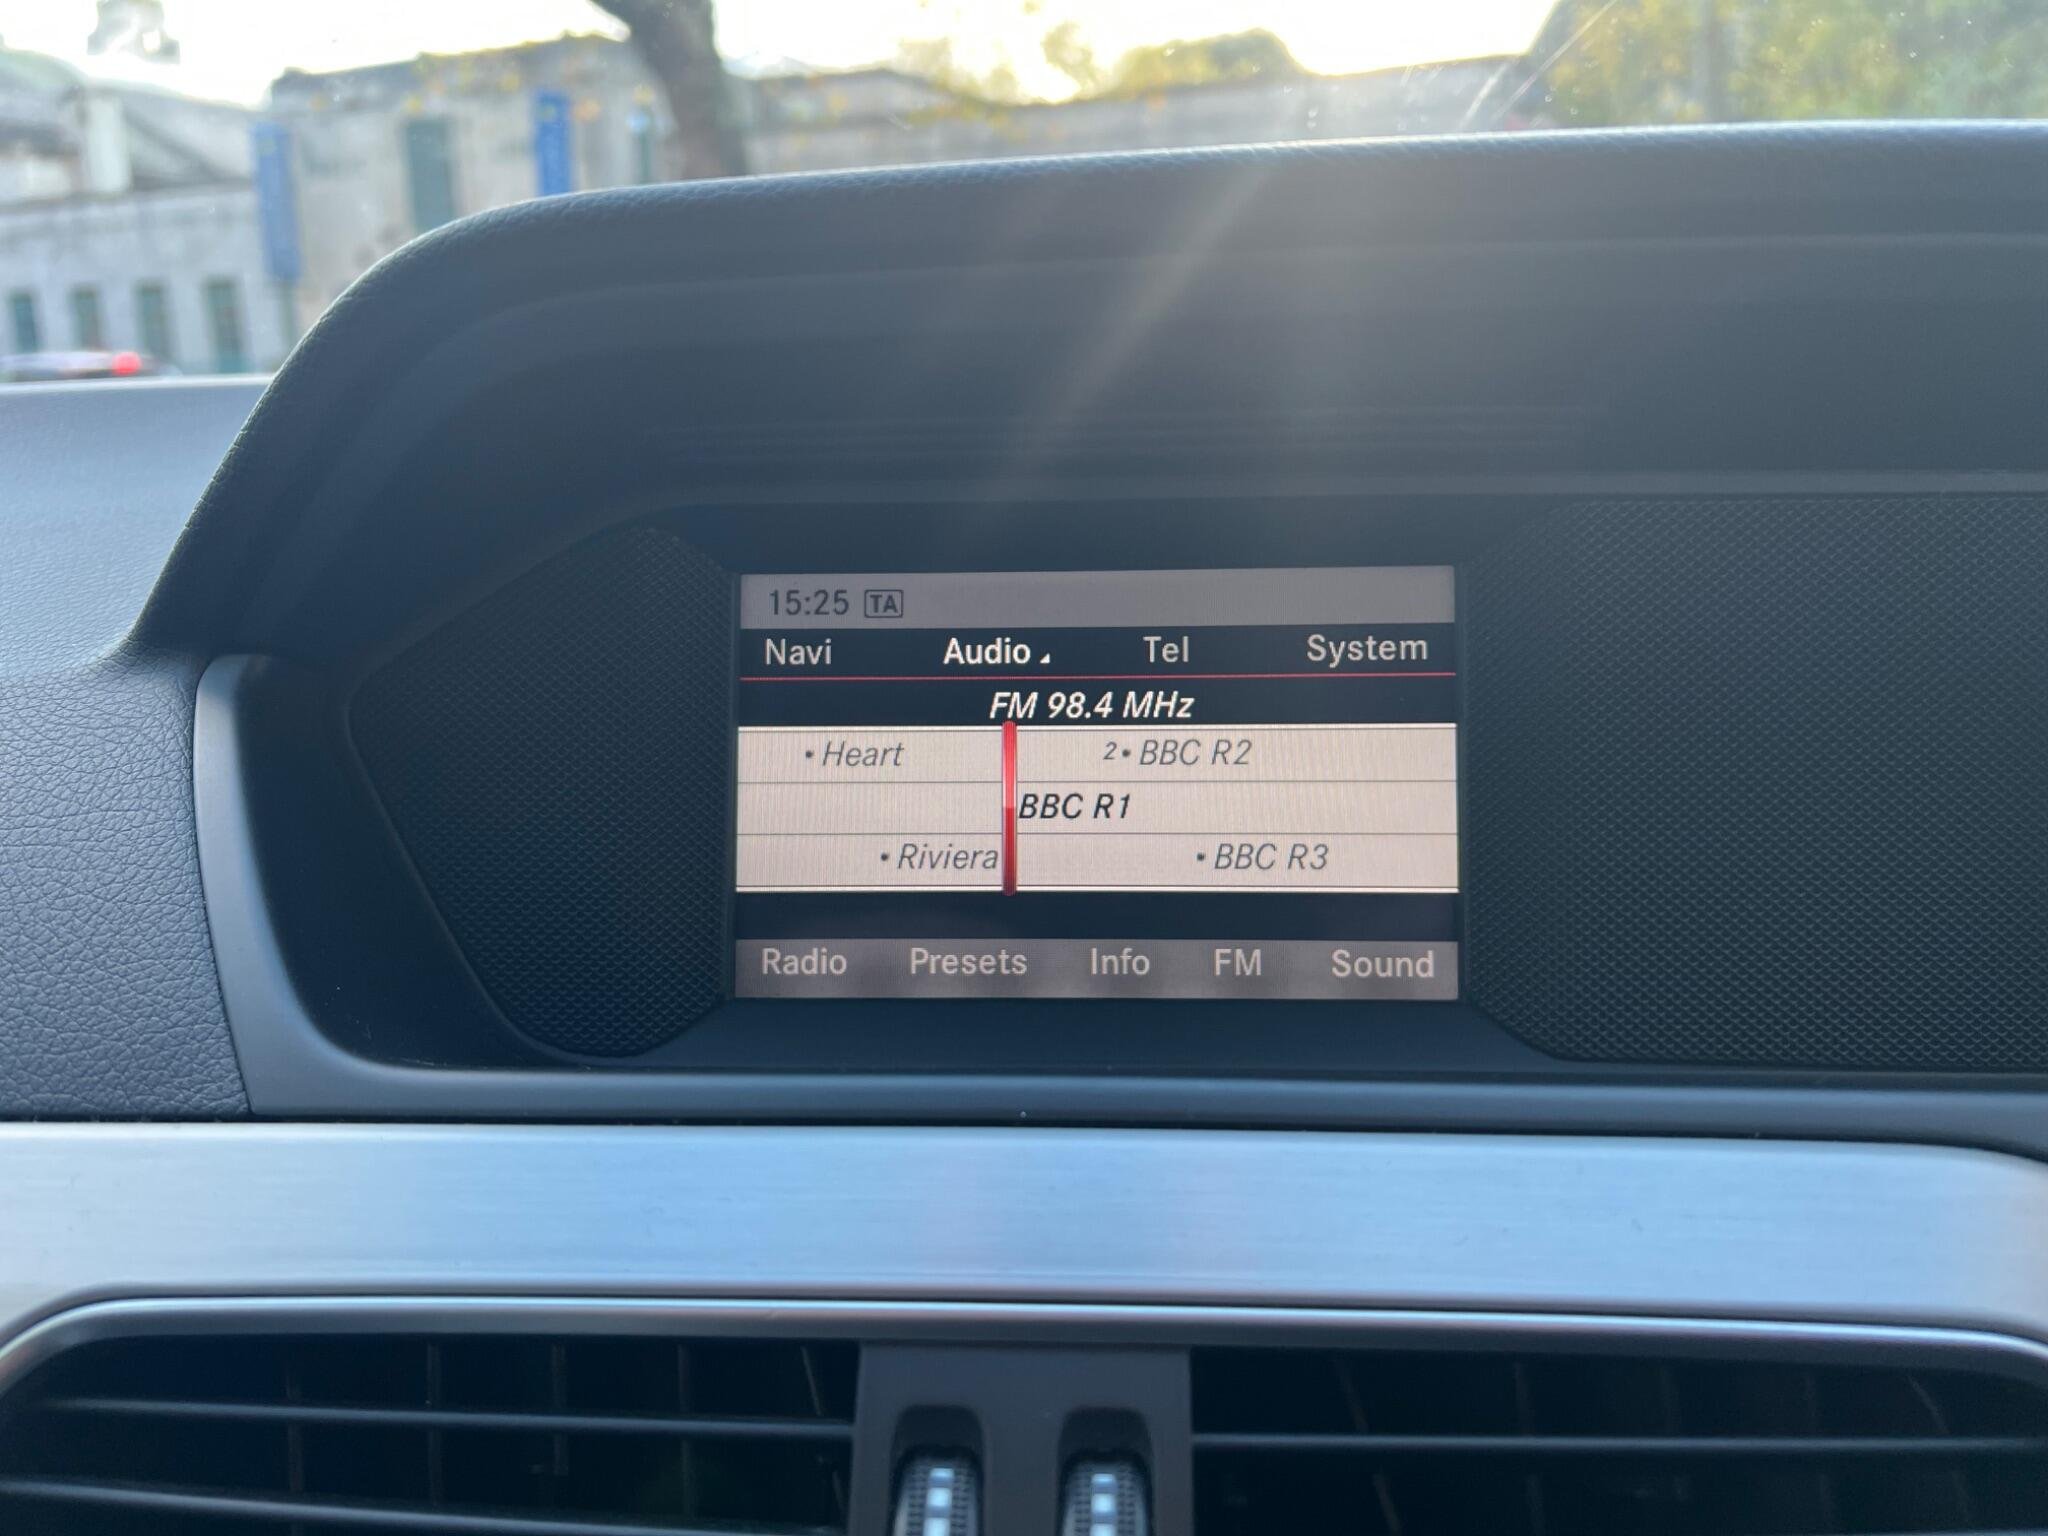 15:25 TA
Navi Audio Tel System
FM 98.4 MHz
• Heart 2• BBC R2
BBC R1
• Riviera • BBC R3
Radio Presets Info FM Sound